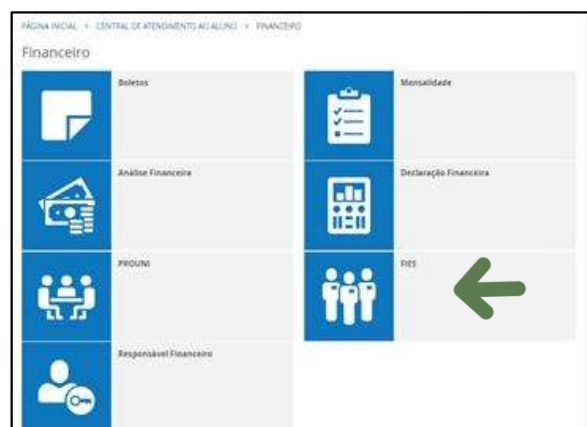 PÁGINA INICIAL > CENTRAL DE ATENDIMENTO AO ALUNO > FINANCEIRO
Financeiro
Boletos
Mensalidade
Análise Financeira
Declaração Financeira
PROUNI
FIES
Responsável Financeiro